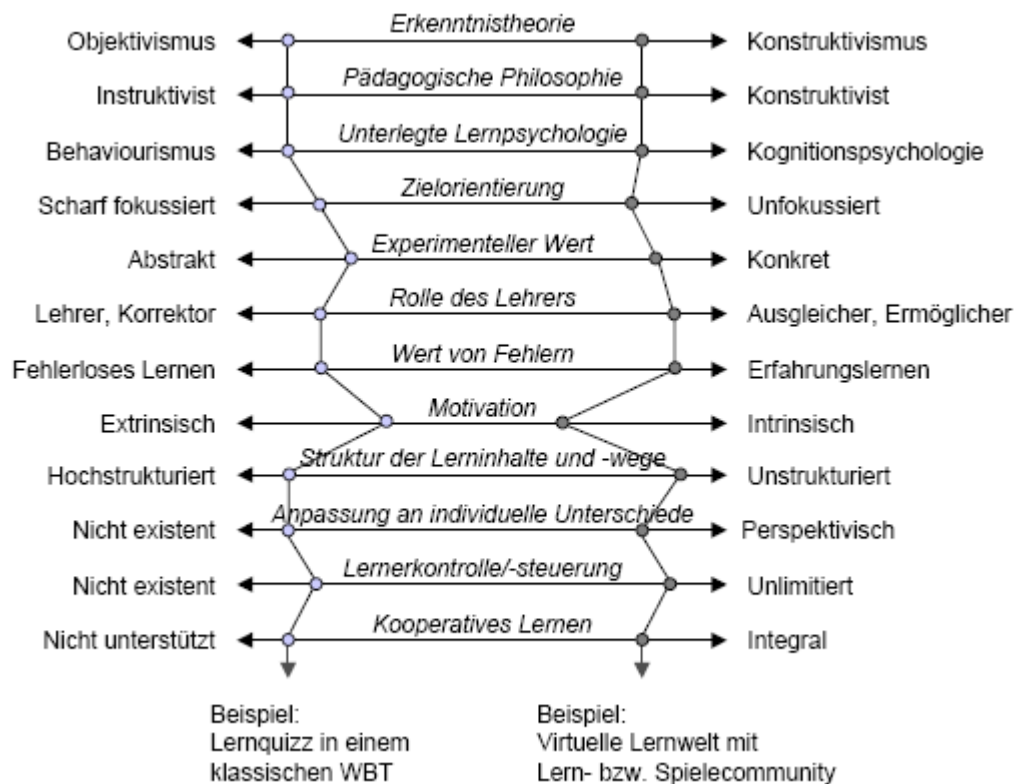 Erkenntnistheorie
Objektivismus Konstruktivismus
Pädagogische Philosophie
Instruktivist Konstruktivist
Unterlegte Lernpsychologie
Behaviourismus Kognitionspsychologie
Zielorientierung
Scharf fokussiert Unfokussiert
Experimenteller Wert
Abstrakt Konkret
Rolle des Lehrers
Lehrer, Korrektor Ausgleicher, Ermöglicher
Wert von Fehlern
Fehlerloses Lernen Erfahrungslernen
Motivation
Extrinsisch Intrinsisch
Struktur der Lerninhalte und -wege
Hochstrukturiert Unstrukturiert
Anpassung an individuelle Unterschiede
Nicht existent Perspektivisch
Lernerkontrolle/-steuerung
Nicht existent Unlimitiert
Kooperatives Lernen
Nicht unterstützt Integral
Beispiel:
Lernquizz in einem
klassischen WBT
Beispiel:
Virtuelle Lernwelt mit
Lern- bzw. Spielecommunity